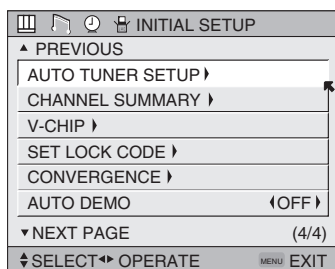 INITIAL SETUP
PREVIOUS
AUTO TUNER SETUP
CHANNEL SUMMARY
V-CHIP
SET LOCK CODE
CONVERGENCE
AUTO DEMO OFF
NEXT PAGE (4/4)
SELECT OPERATE MENU EXIT